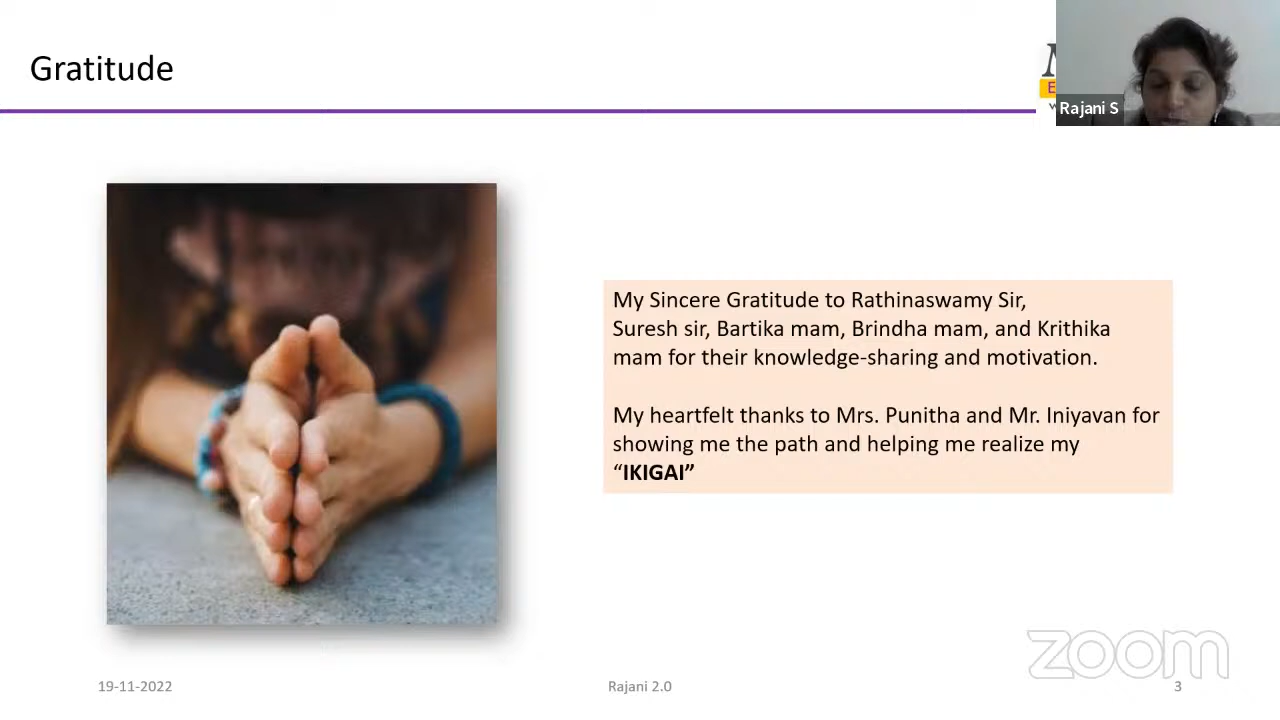 Gratitude
Rajani S
My Sincere Gratitude to Rathinaswamy Sir,
Suresh sir, Bartika mam, Brindha mam, and Krithika
mam for their knowledge-sharing and motivation.
My heartfelt thanks to Mrs. Punitha and Mr. Iniyavan for
showing me the path and helping me realize my
“IKIGAI”
zoom
19-11-2022
Rajani 2.0
3